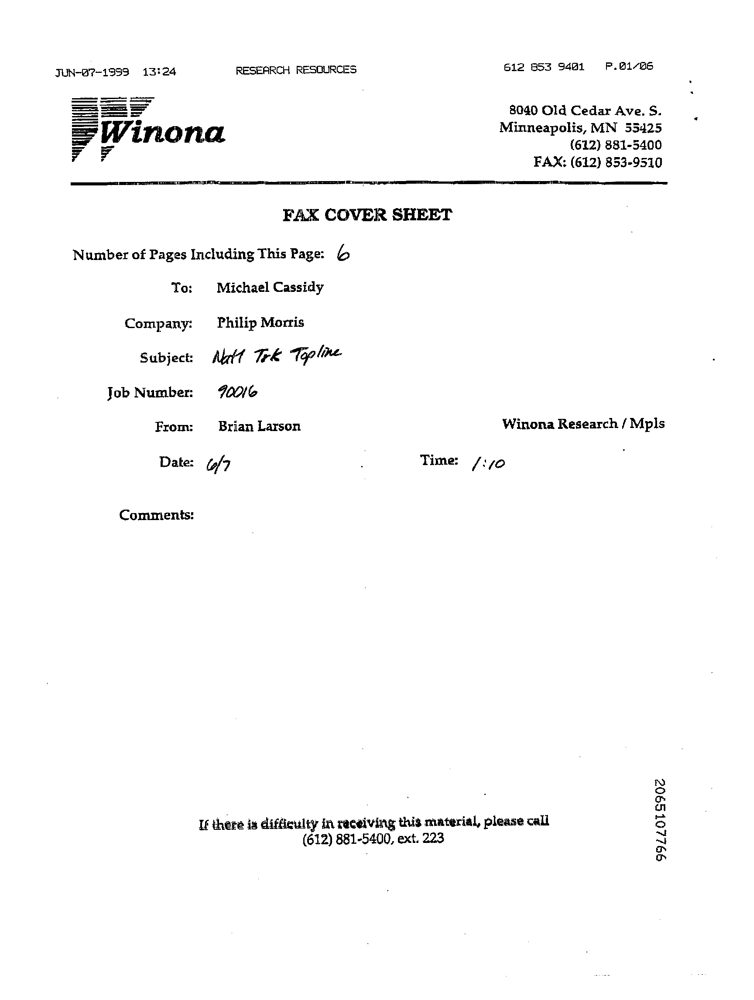 JUN-07-1999 13:24 RESEARCH RESOURCES 612 853 9401 P.01/06
Winona
8040 Old Cedar Ave. S.
Minneapolis, MN 55425
(612) 881-5400
FAX: (612) 853-9510
FAX COVER SHEET
Number of Pages Including This Page: 6
To: Michael Cassidy
Company: Philip Morris
Subject: Nat'l Trk Topline
Job Number: 90016
From: Brian Larson Winona Research / Mpls
Date: 6/7 Time: 1:10
Comments:
If there is difficulty in receiving this material, please call
(612) 881-5400, ext. 223
2065107766